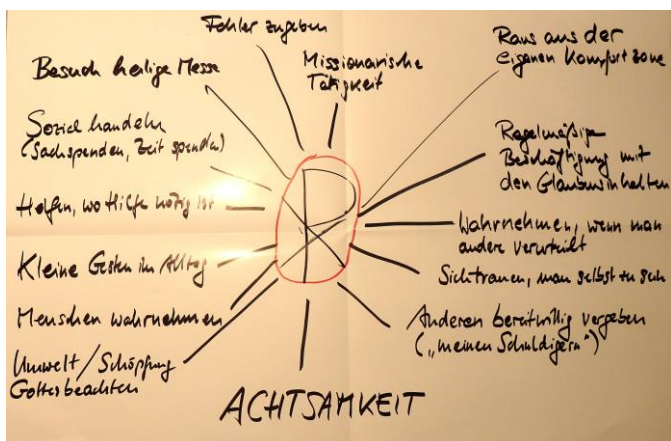 Fehler zugeben
Missionarische
Tätigkeit
Raus aus der
eigenen Komfortzone
Besuch heilige Messe
Sozial handeln
(Sachspenden, Zeit spenden)
Regelmäßige
Beschäftigung mit
den Glaubensinhalten
Helfen, wo Hilfe nötig ist
Wahrnehmen, wenn man
andere verurteilt
Kleine Gesten im Alltag
Sich trauen, man selbst zu sein
Menschen wahrnehmen
Anderen bereitwillig vergeben
("meinen Schuldigern")
Umwelt / Schöpfung
Gottes beachten
ACHTSAMKEIT